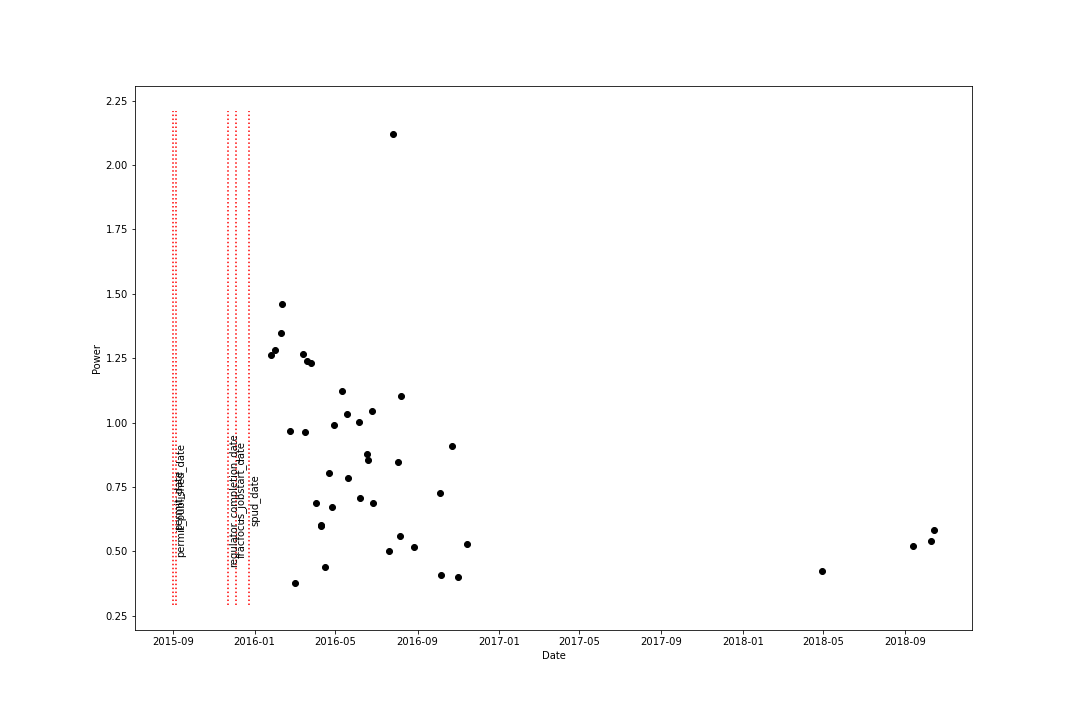 2.25
2.00
1.75
1.50
1.25
1.00
0.75
0.50
0.25
Power
permit_date
permit_published_date
regulator_completion_date
fracfocus_jobstart_date
spud_date
2015-09 2016-01 2016-05 2016-09 2017-01 2017-05 2017-09 2018-01 2018-05 2018-09
Date